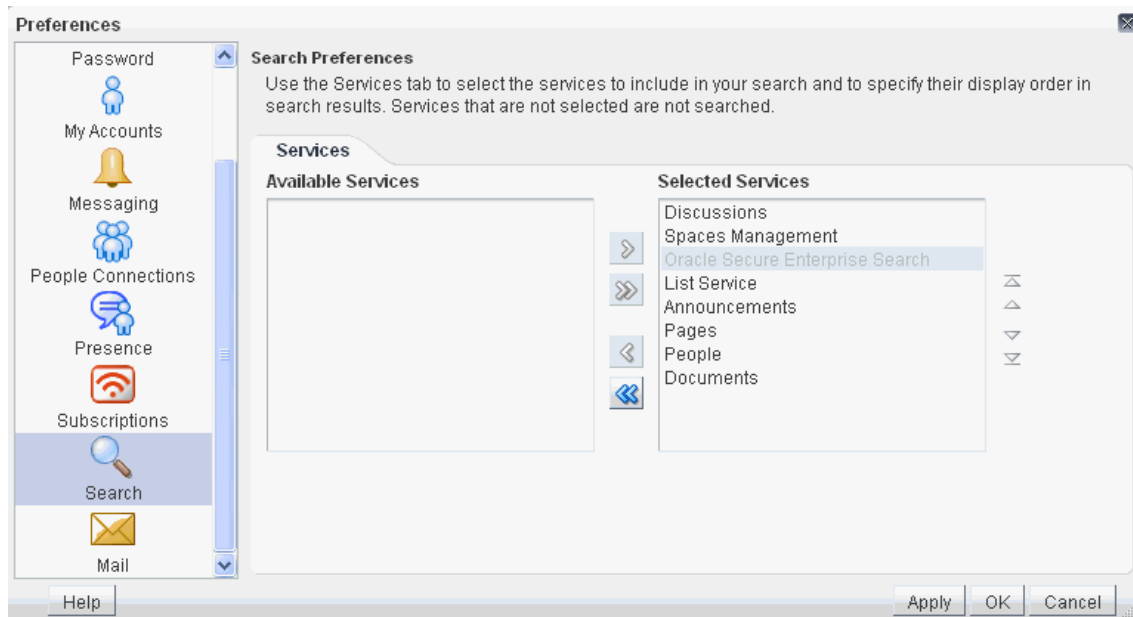 Preferences
Password
My Accounts
Messaging
People Connections
Presence
Subscriptions
Search
Mail
Search Preferences
Use the Services tab to select the services to include in your search and to specify their display order in
search results. Services that are not selected are not searched.
Services
Available Services
Selected Services
Discussions
Spaces Management
Oracle Secure Enterprise Search
List Service
Announcements
Pages
People
Documents
Help
Apply
OK
Cancel